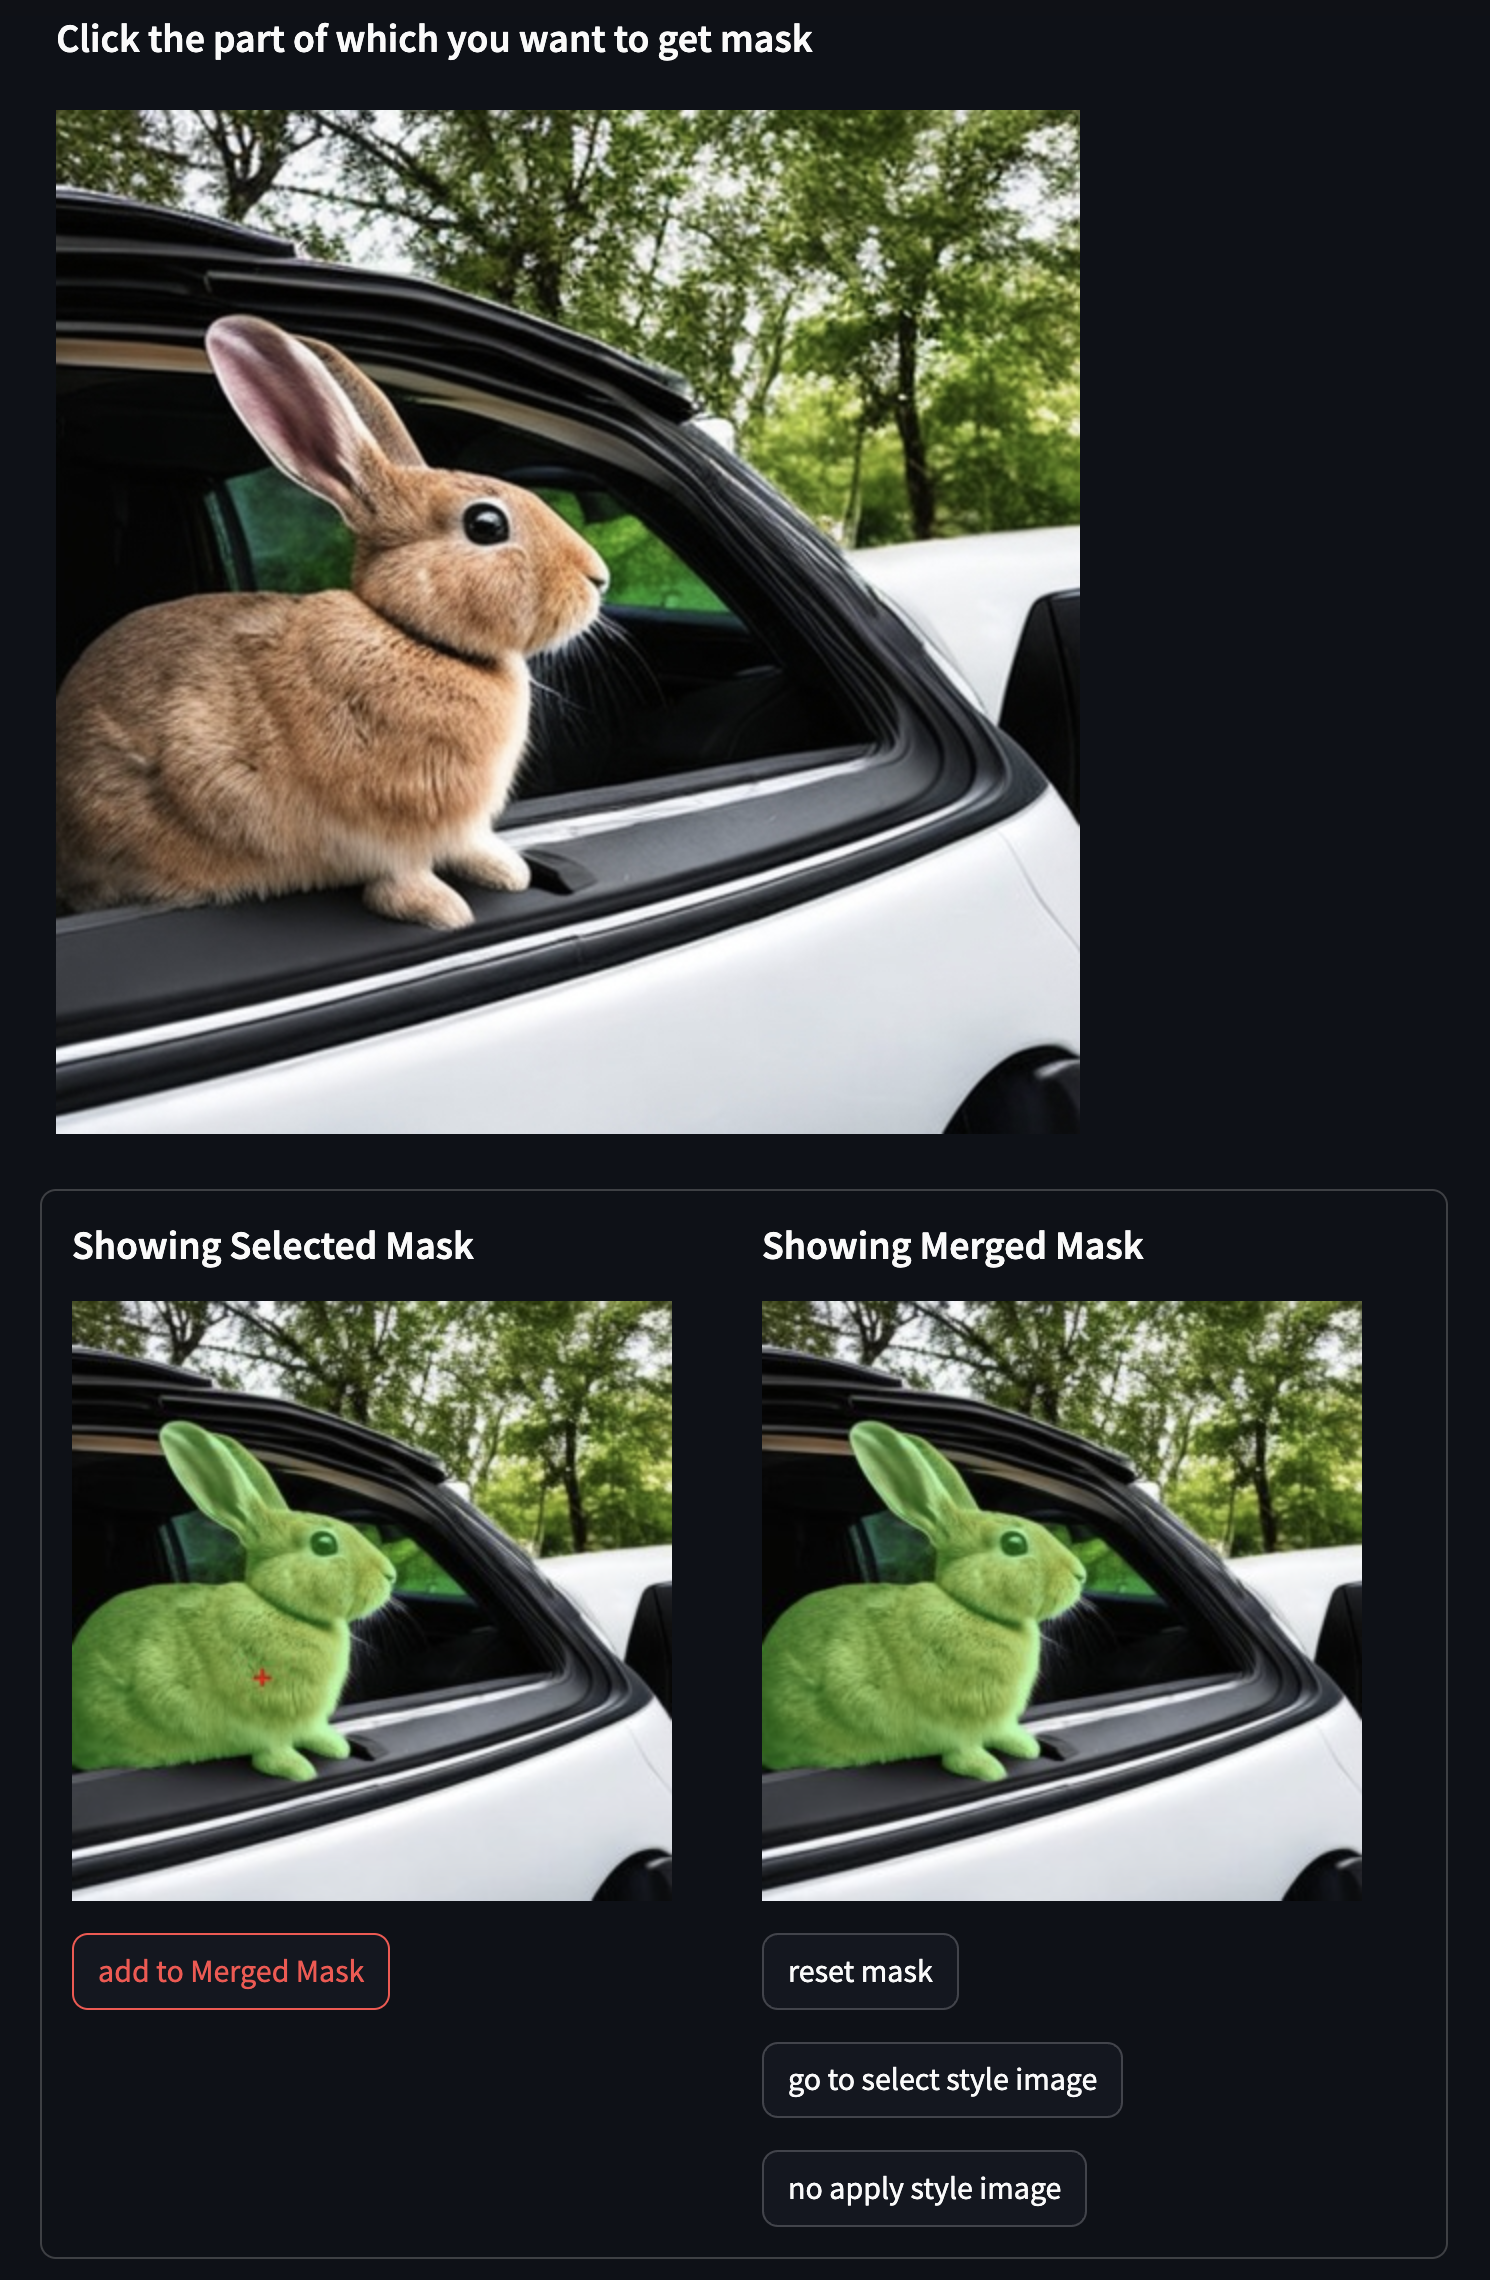 Click the part of which you want to get mask
Showing Selected Mask
Showing Merged Mask
add to Merged Mask
reset mask
go to select style image
no apply style image